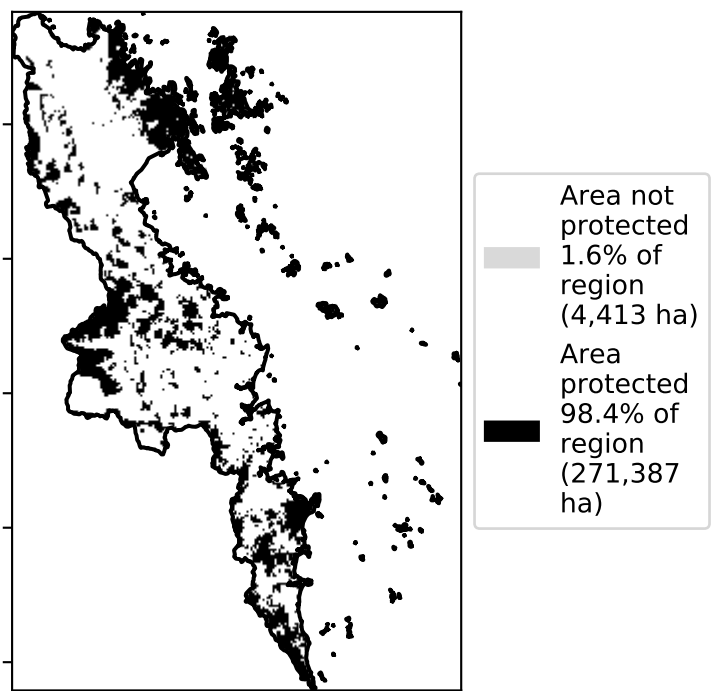 Area not
protected
1.6% of
region
(4,413 ha)
Area
protected
98.4% of
region
(271,387
ha)